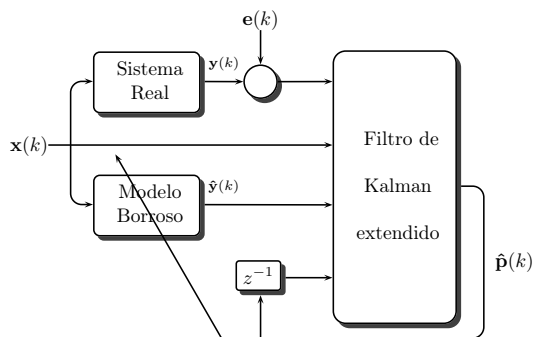 𝐞(k)
Sistema
Real
𝐲(k)
Filtro de
Kalman
extendido
𝐱(k)
Modelo
Borroso
𝐲̂(k)
z⁻¹
𝐩̂(k)